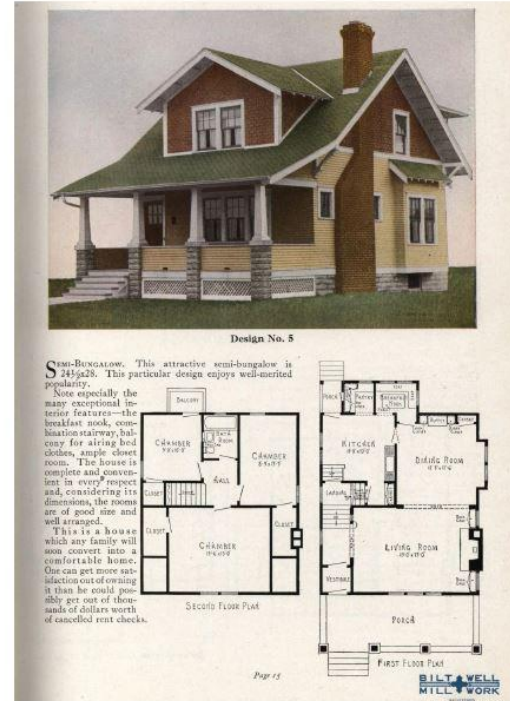 Design No. 5
SEMI-BUNGALOW. This attractive semi-bungalow is
24½x28. This particular design enjoys well-merited
popularity.
Note especially the
many exceptional in-
terior features—the
breakfast nook, com-
bination stairway, bal-
cony for airing bed
clothes, ample closet
room. The house is
complete and conven-
ient in every respect
and, considering its
dimensions, the rooms
are of good size and
well arranged.
This is a house
which any family will
soon convert into a
comfortable home.
One can get more sat-
isfaction out of owning
it than he could pos-
sibly get out of thou-
sands of dollars worth
of cancelled rent checks.
BALCONY
CHAMBER
BATH
ROOM
CHAMBER
HALL
CLOSET
CLOSET
CLOSET
CHAMBER
SECOND FLOOR PLAN
PORCH
PANTRY
BREAKFAST
NOOK
KITCHEN
DINING ROOM
LANDING
LIVING ROOM
VESTIBULE
PORCH
FIRST FLOOR PLAN
Page 15
BILT WELL
MILL WORK